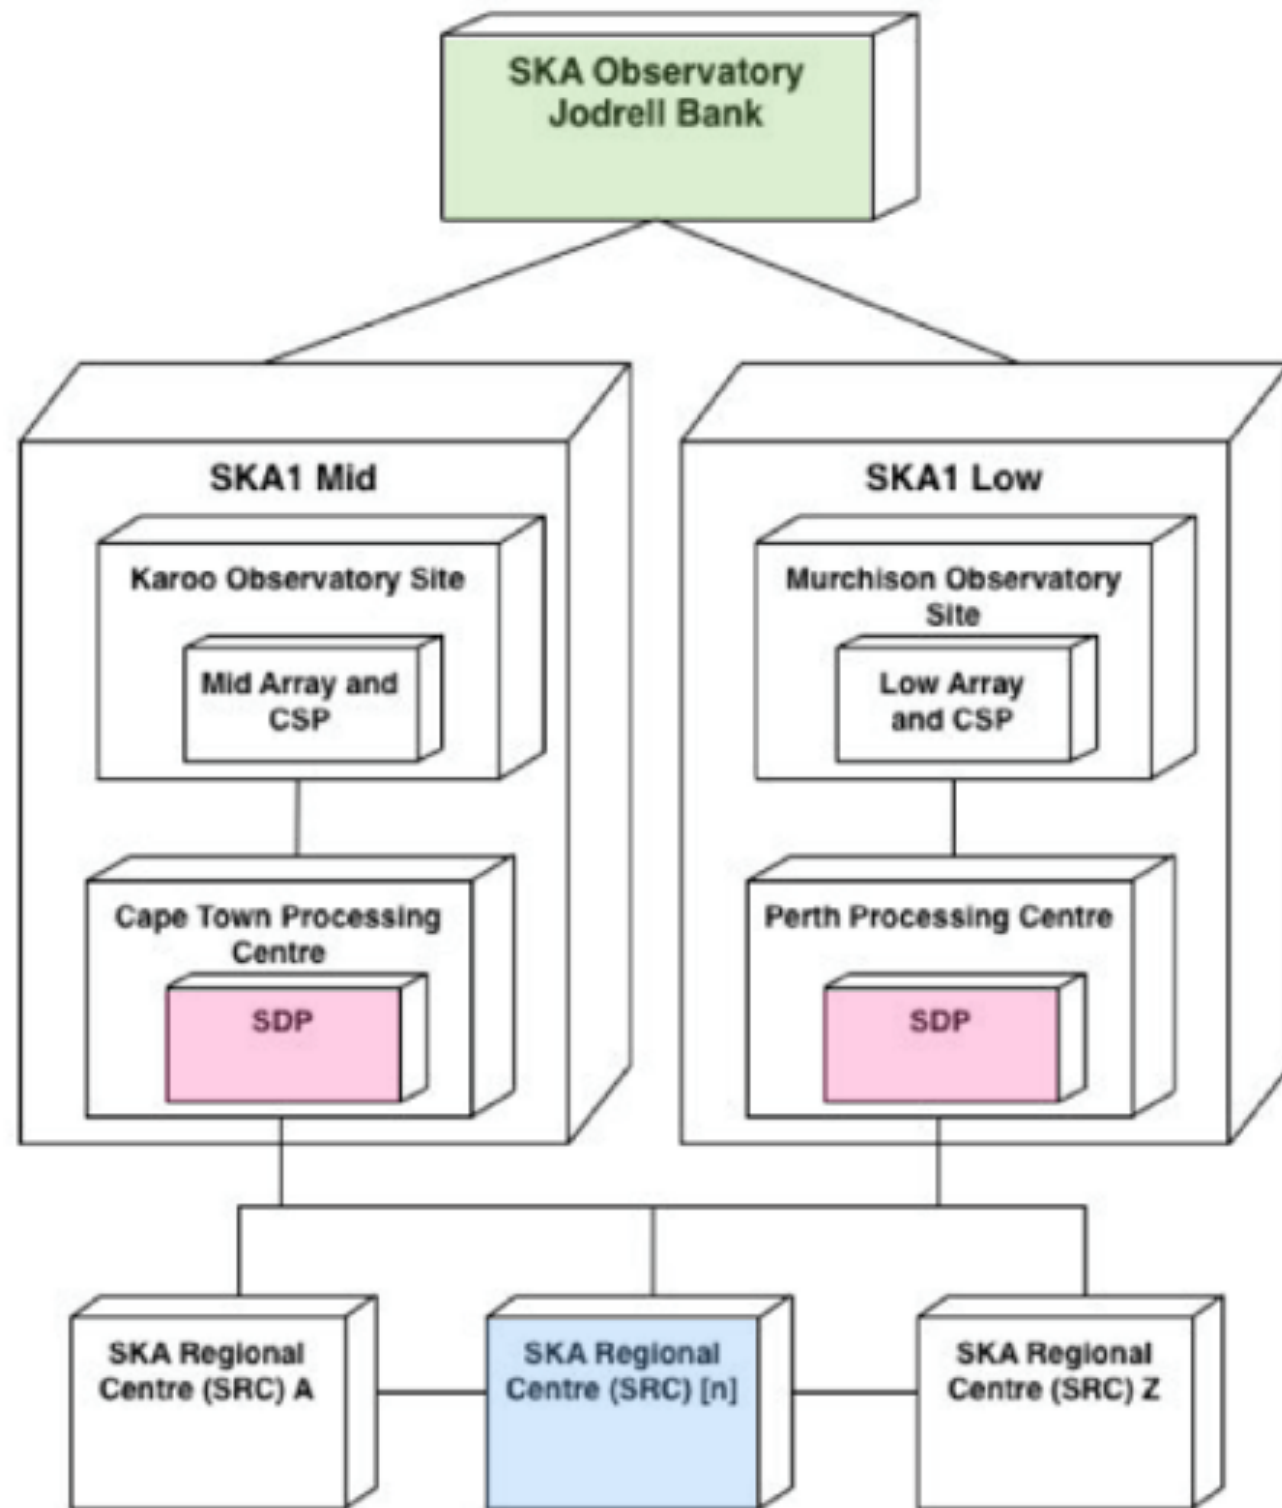 SKA Observatory
Jodrell Bank
SKA1 Mid
Karoo Observatory Site
Mid Array and
CSP
Cape Town Processing
Centre
SDP
SKA1 Low
Murchison Observatory
Site
Low Array
and CSP
Perth Processing Centre
SDP
SKA Regional
Centre (SRC) A
SKA Regional
Centre (SRC) [n]
SKA Regional
Centre (SRC) Z